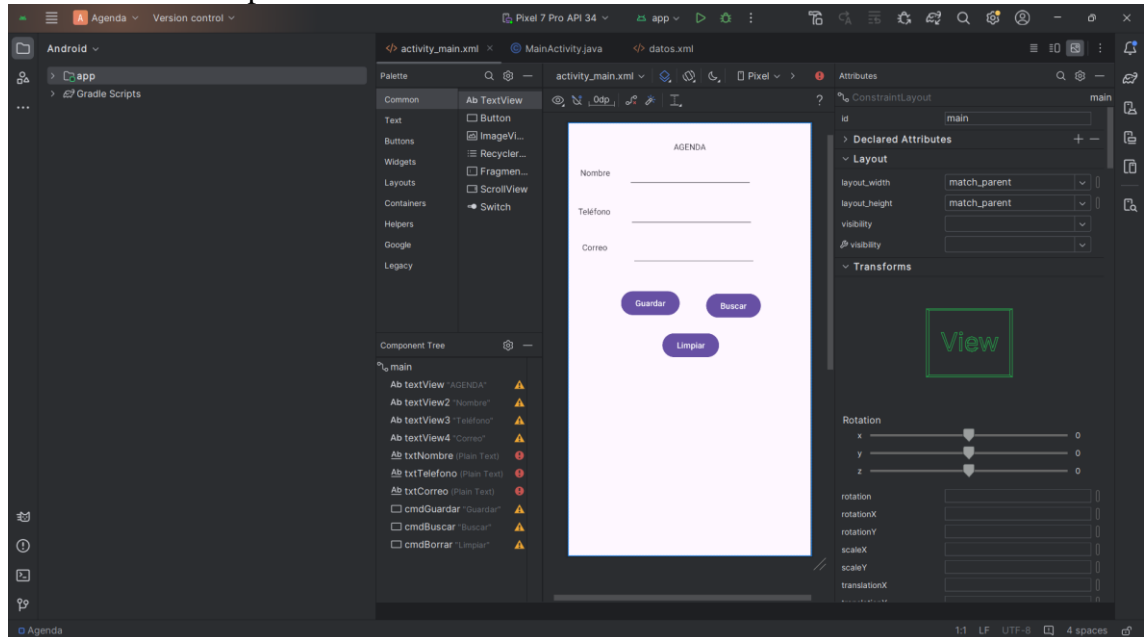 Agenda Version control Pixel 7 Pro API 34 app
Android activity_main.xml MainActivity.java datos.xml
app
Gradle Scripts
Palette activity_main.xml Pixel Attributes
ConstraintLayout main
Common Ab TextView 0dp ?
Text Button
Buttons ImageVi...
Widgets Recycler...
Layouts Fragmen...
Containers ScrollView
Helpers Switch
Google
Legacy
Component Tree
main
Ab textView "AGENDA"
Ab textView2 "Nombre"
Ab textView3 "Teléfono"
Ab textView4 "Correo"
Ab txtNombre (Plain Text)
Ab txtTelefono (Plain Text)
Ab txtCorreo (Plain Text)
cmdGuardar "Guardar"
cmdBuscar "Buscar"
cmdBorrar "Limpiar"
AGENDA
Nombre
Teléfono
Correo
Guardar
Buscar
Limpiar
id main
Declared Attributes
Layout
layout_width match_parent
layout_height match_parent
visibility
visibility
Transforms
View
Rotation
x 0
y 0
z 0
rotation
rotationX
rotationY
scaleX
scaleY
translationX
Agenda 1:1 LF UTF-8 4 spaces